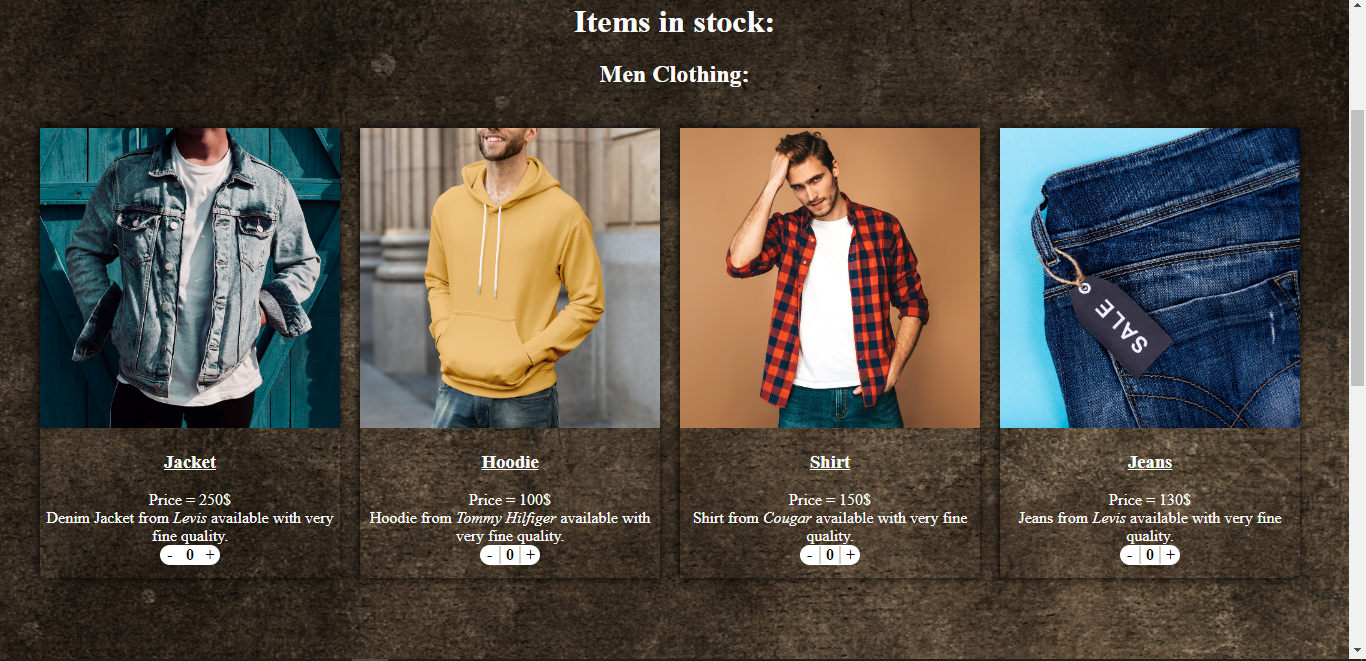 Items in stock:
Men Clothing:
SALE
Jacket
Price = 250$
Denim Jacket from Levis available with very
fine quality.
- 0 +
Hoodie
Price = 100$
Hoodie from Tommy Hilfiger available with
very fine quality.
- 0 +
Shirt
Price = 150$
Shirt from Cougar available with very fine
quality.
- 0 +
Jeans
Price = 130$
Jeans from Levis available with very fine
quality.
- 0 +